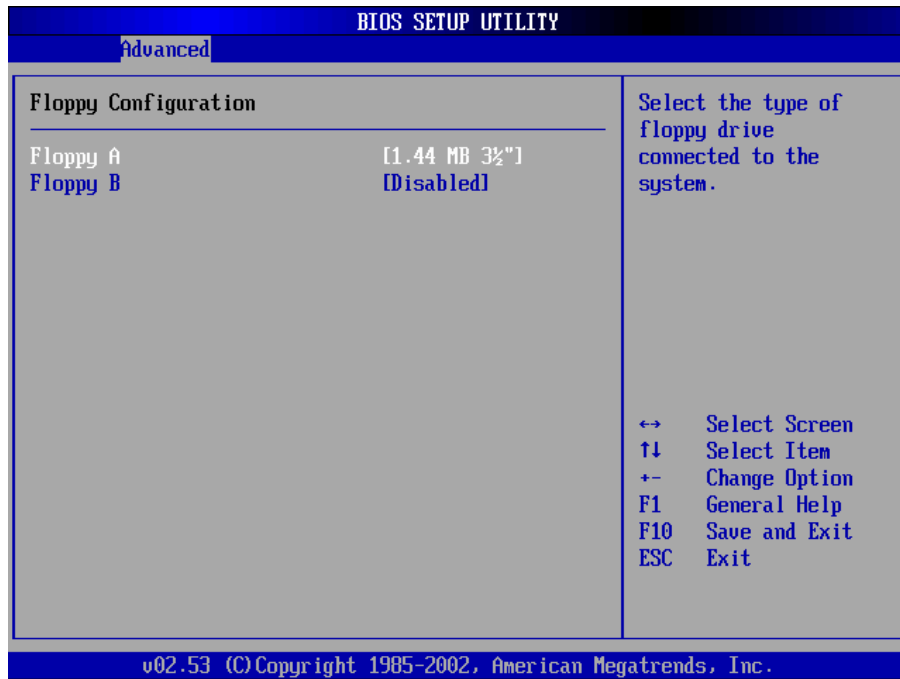 BIOS SETUP UTILITY
Advanced
Floppy Configuration
Floppy A [1.44 MB 3½"]
Floppy B [Disabled]
Select the type of
floppy drive
connected to the
system.
↔ Select Screen
↑↓ Select Item
+- Change Option
F1 General Help
F10 Save and Exit
ESC Exit
v02.53 (C)Copyright 1985-2002, American Megatrends, Inc.